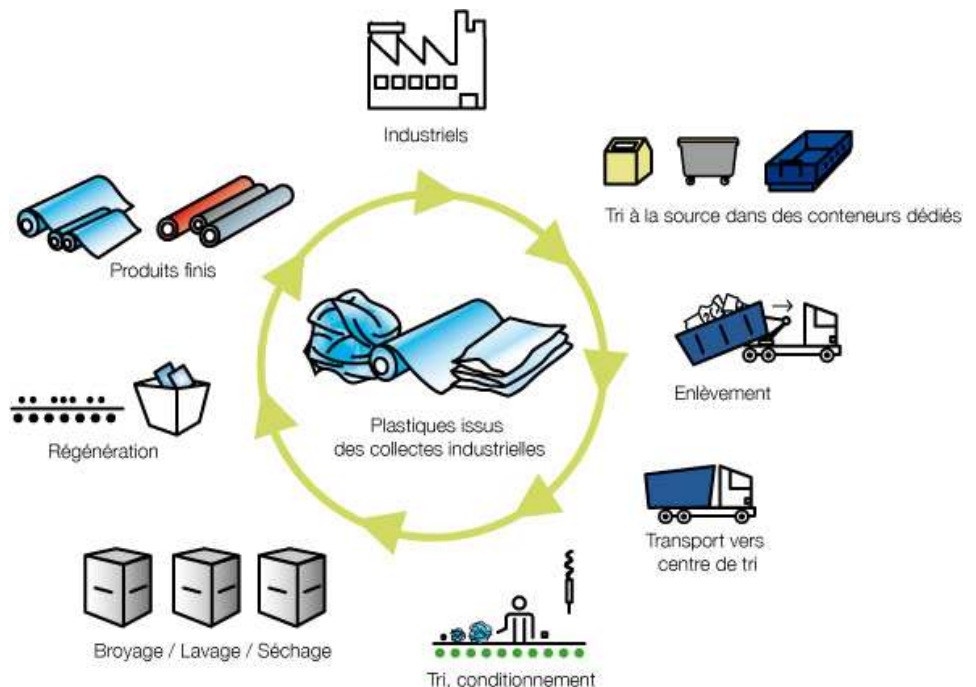 Industriels
Tri à la source dans des conteneurs dédiés
Enlèvement
Transport vers
centre de tri
Tri, conditionnement
Broyage / Lavage / Séchage
Régénération
Produits finis
Plastiques issus
des collectes industrielles